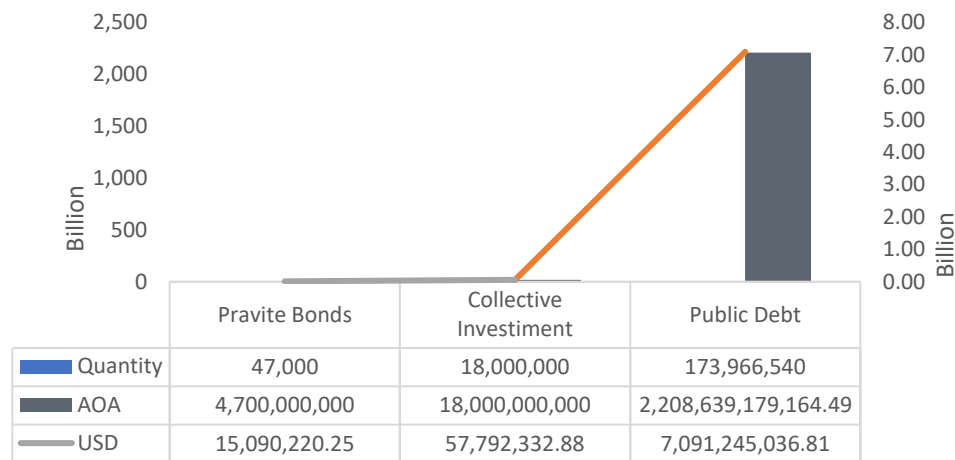 2,500
2,000
1,500
1,000
500
0
Billion
8.00
7.00
6.00
5.00
4.00
3.00
2.00
1.00
0.00
Billion
Pravite Bonds
Collective
Investiment
Public Debt
Quantity 47,000 18,000,000 173,966,540
AOA 4,700,000,000 18,000,000,000 2,208,639,179,164.49
USD 15,090,220.25 57,792,332.88 7,091,245,036.81